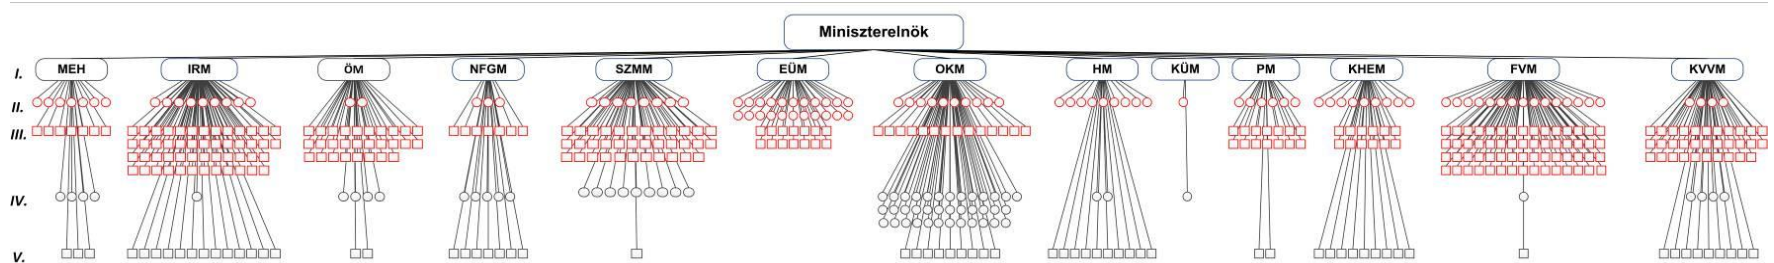 Miniszterelnök
I. MEH IRM ÖM NFGM SZMM EÜM OKM HM KÜM PM KHEM FVM KVVM
II.
III.
IV.
V.